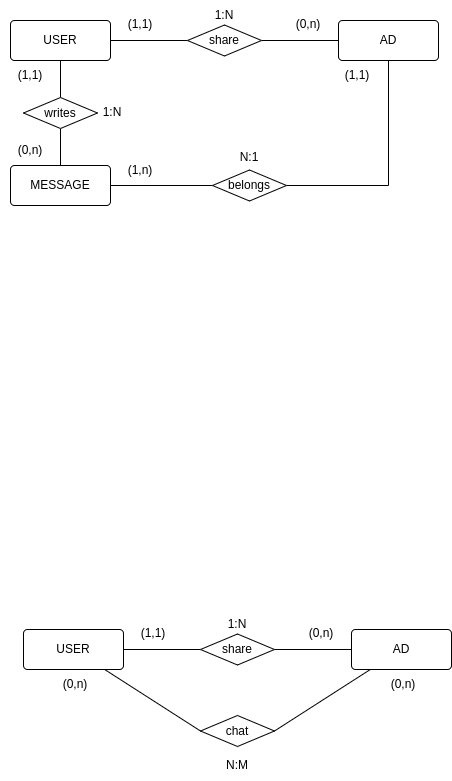 1:N
(1,1)
(0,n)
USER
share
AD
(1,1)
(1,1)
writes
1:N
(0,n)
N:1
(1,n)
MESSAGE
belongs
1:N
(1,1)
(0,n)
USER
share
AD
(0,n)
(0,n)
chat
N:M